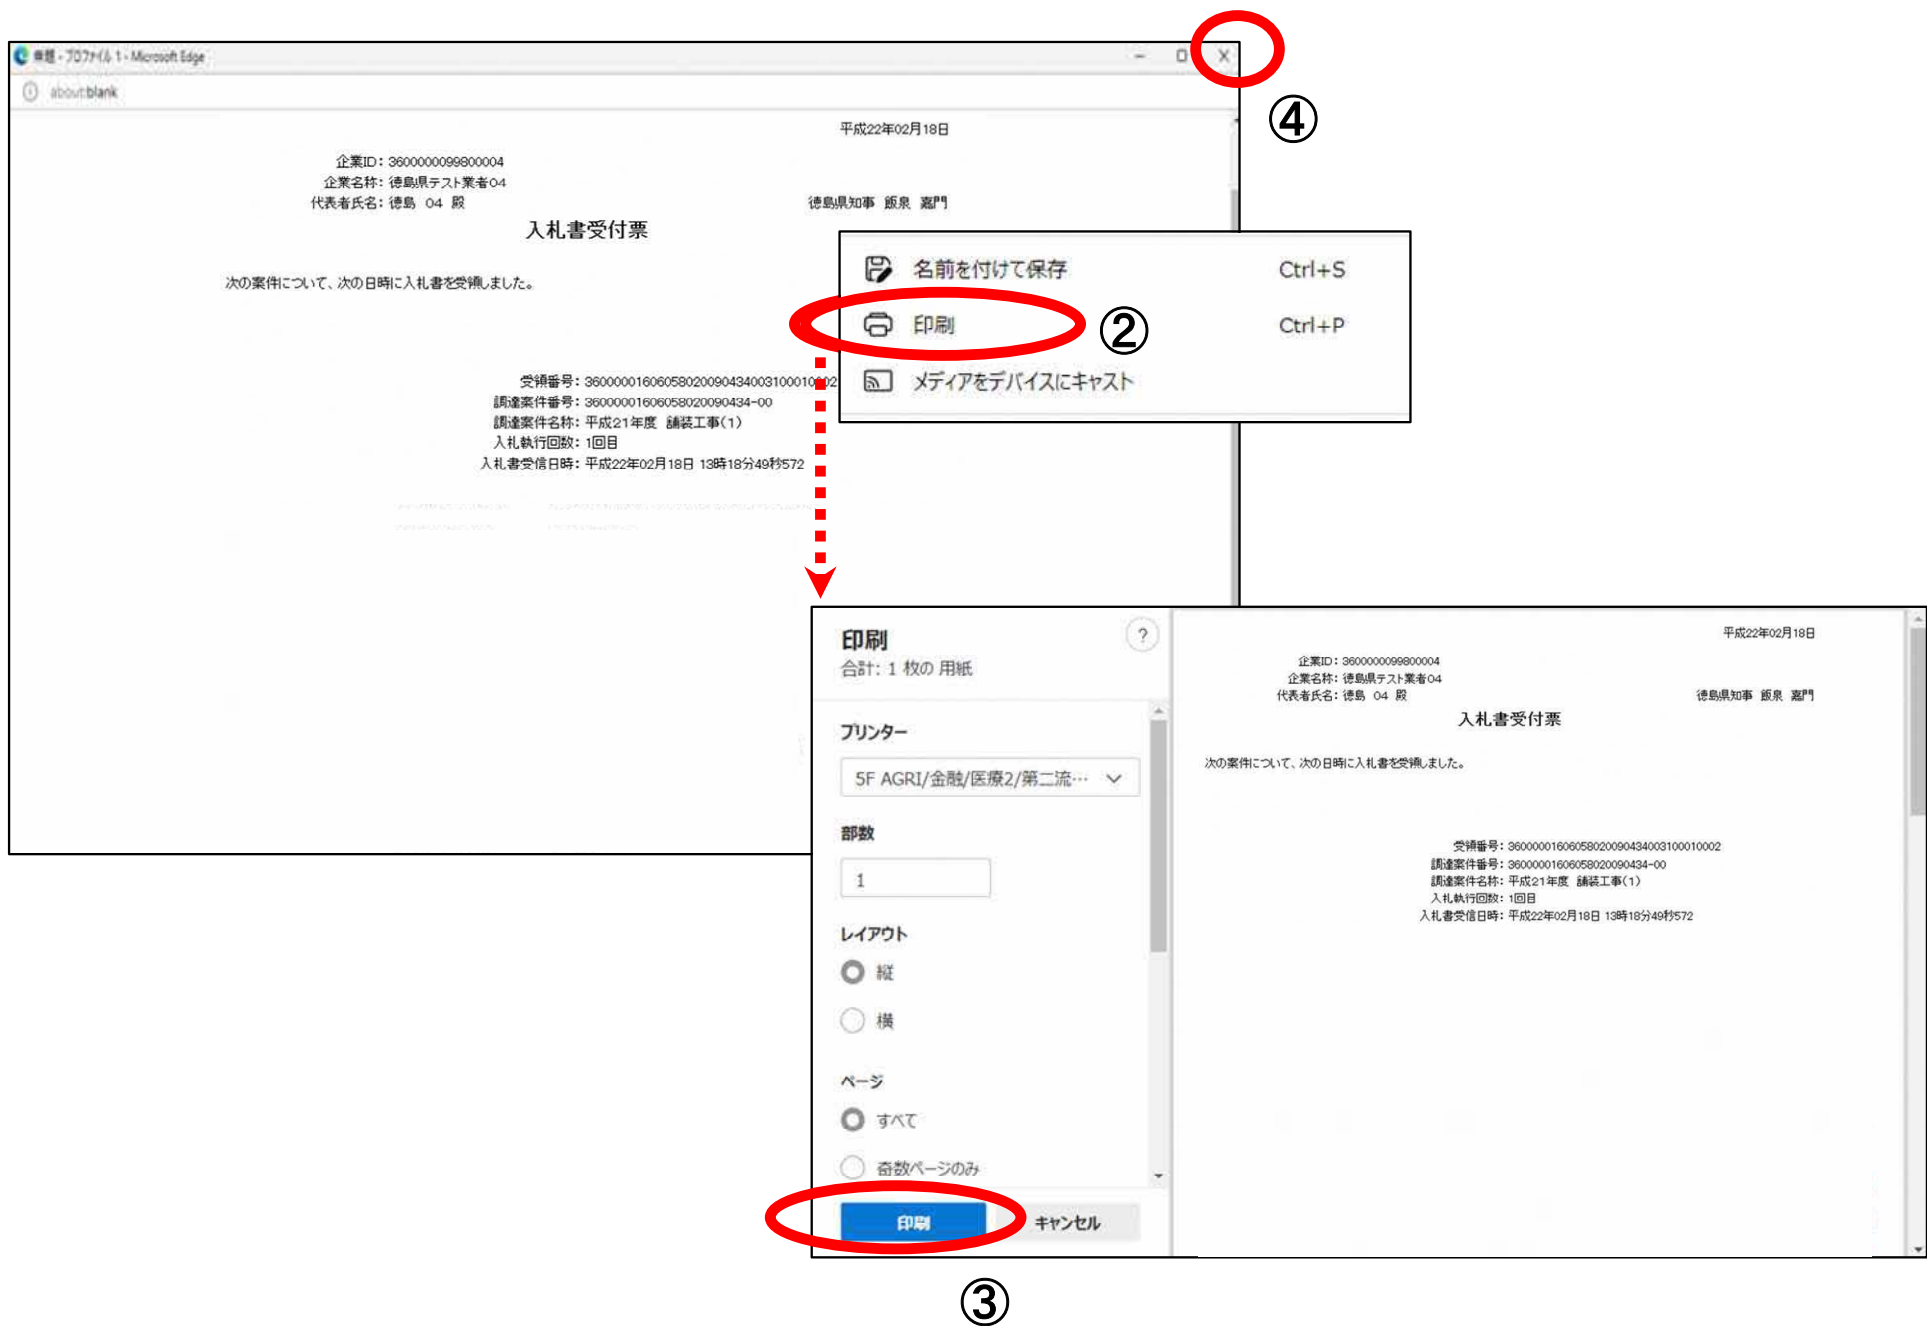 無題 - プロファイル 1 - Microsoft Edge
④
about:blank
平成22年02月18日
企業ID：3600000099800004
企業名称：徳島県テスト業者04
代表者氏名：徳島　04　殿
徳島県知事　飯泉　嘉門
入札書受付票
次の案件について、次の日時に入札書を受領しました。
名前を付けて保存 Ctrl+S
印刷 ② Ctrl+P
メディアをデバイスにキャスト
受領番号：36000001606058020090434003100010002
調達案件番号：36000001606058020090434-00
調達案件名称：平成21年度　舗装工事(1)
入札執行回数：1回目
入札書受信日時：平成22年02月18日 13時18分49秒572
印刷
?
合計: 1 枚の 用紙
プリンター
5F AGRI/金融/医療2/第二流…
部数
1
レイアウト
縦
横
ページ
すべて
奇数ページのみ
印刷 キャンセル
③
平成22年02月18日
企業ID：3600000099800004
企業名称：徳島県テスト業者04
代表者氏名：徳島　04　殿
徳島県知事　飯泉　嘉門
入札書受付票
次の案件について、次の日時に入札書を受領しました。
受領番号：36000001606058020090434003100010002
調達案件番号：36000001606058020090434-00
調達案件名称：平成21年度　舗装工事(1)
入札執行回数：1回目
入札書受信日時：平成22年02月18日 13時18分49秒572